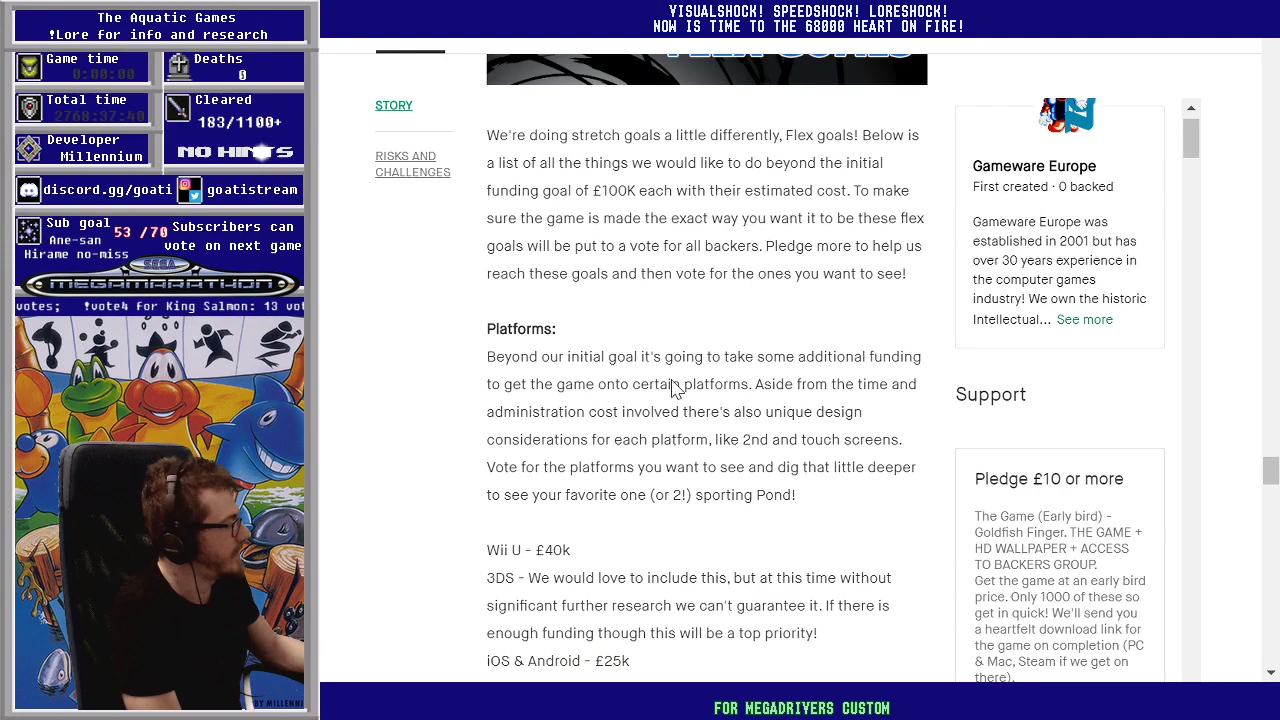 The Aquatic Games
!Lore for info and research
Game time
0:00:00
Deaths
0
Total time
2768:37:40
Cleared
183/1100+
Developer
Millennium
NO HINTS
discord.gg/goati
goatistream
Sub goal
Ane-san
53 /70
Subscribers can
vote on next game
Hirame no-miss
SEGA
MEGAMARATHON
votes;    !vote4 for King Salmon: 13 vot
BY MILLENNI
VISUALSHOCK! SPEEDSHOCK! LORESHOCK!
NOW IS TIME TO THE 68000 HEART ON FIRE!
FLEX GOALS
STORY
RISKS AND
CHALLENGES
We're doing stretch goals a little differently, Flex goals! Below is
a list of all the things we would like to do beyond the initial
funding goal of £100K each with their estimated cost. To make
sure the game is made the exact way you want it to be these flex
goals will be put to a vote for all backers. Pledge more to help us
reach these goals and then vote for the ones you want to see!
Platforms:
Beyond our initial goal it's going to take some additional funding
to get the game onto certain platforms. Aside from the time and
administration cost involved there's also unique design
considerations for each platform, like 2nd and touch screens.
Vote for the platforms you want to see and dig that little deeper
to see your favorite one (or 2!) sporting Pond!
Wii U - £40k
3DS - We would love to include this, but at this time without
significant further research we can't guarantee it. If there is
enough funding though this will be a top priority!
iOS & Android - £25k
Gameware Europe
First created · 0 backed
Gameware Europe was
established in 2001 but has
over 30 years experience in
the computer games
industry! We own the historic
Intellectual... See more
Support
Pledge £10 or more
The Game (Early bird) -
Goldfish Finger. THE GAME +
HD WALLPAPER + ACCESS
TO BACKERS GROUP.
Get the game at an early bird
price. Only 1000 of these so
get in quick! We'll send you
a heartfelt download link for
the game on completion (PC
& Mac, Steam if we get on
there).
FOR MEGADRIVERS CUSTOM